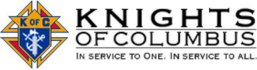 K OF C
KNIGHTS
OF COLUMBUS
IN SERVICE TO ONE. IN SERVICE TO ALL.